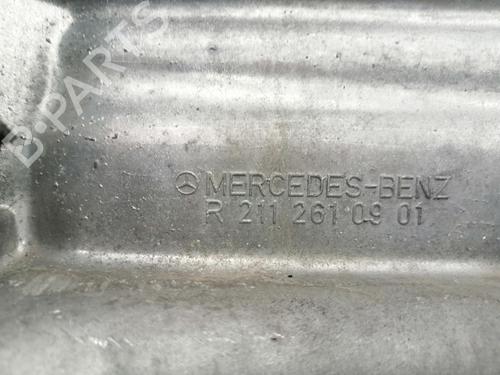 B-PARTS
MERCEDES-BENZ
R 211 261 09 01